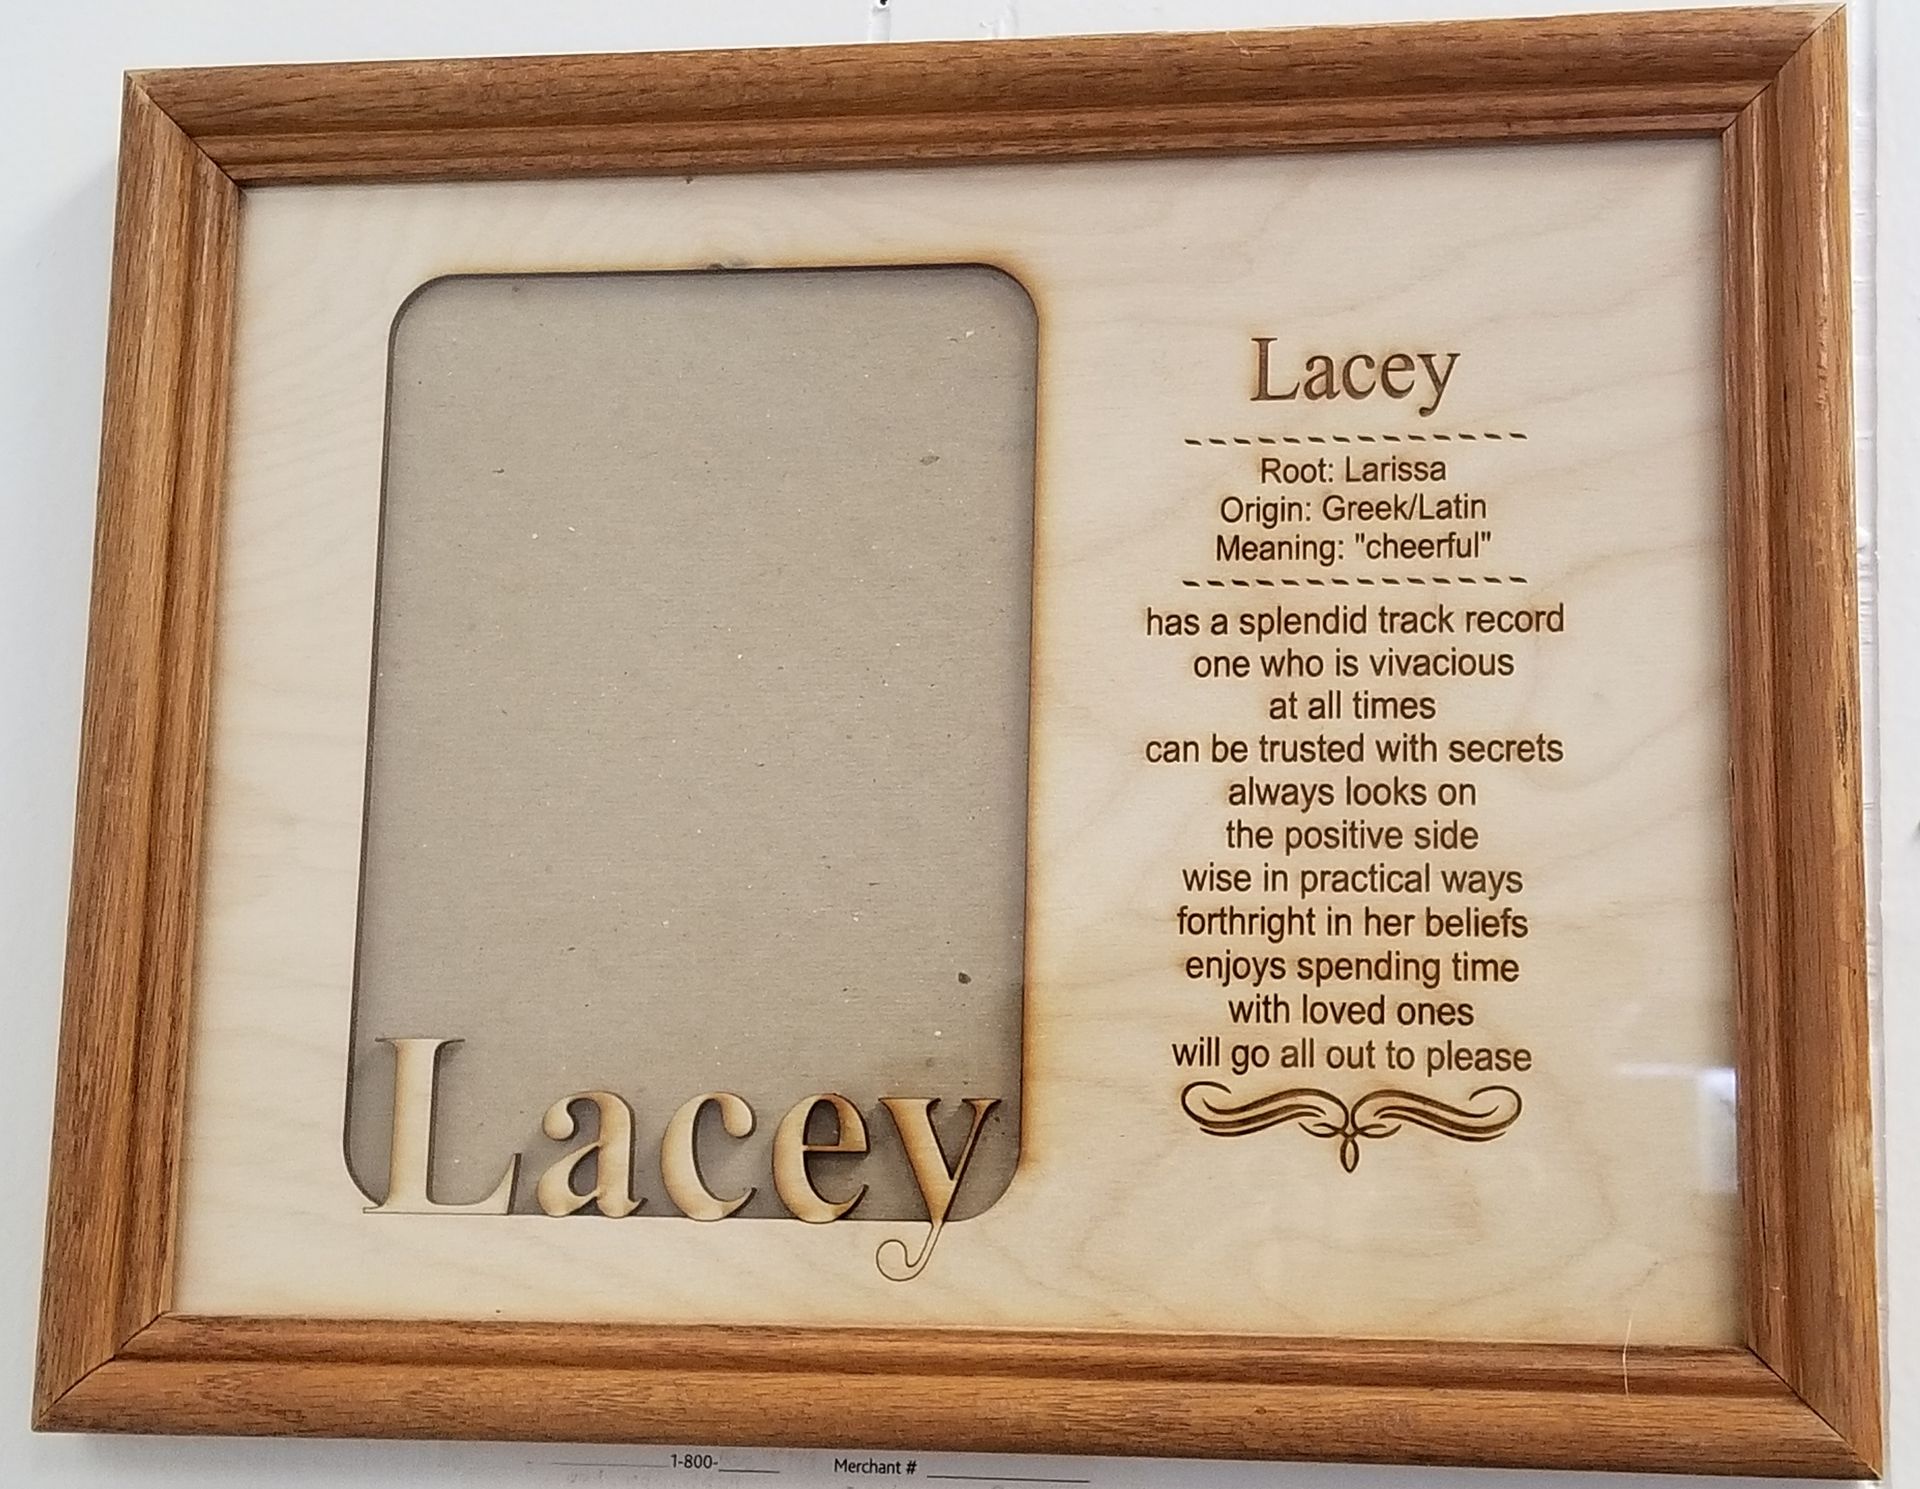 Lacey
Root: Larissa
Origin: Greek/Latin
Meaning: "cheerful"
has a splendid track record
one who is vivacious
at all times
can be trusted with secrets
always looks on
the positive side
wise in practical ways
forthright in her beliefs
enjoys spending time
with loved ones
will go all out to please
Lacey
1-800-______ Merchant # ______________